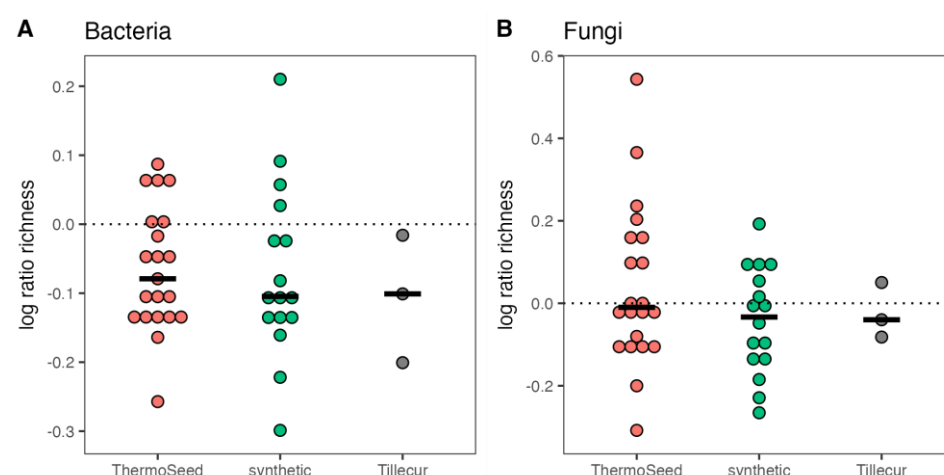 A Bacteria
log ratio richness
0.2
0.1
0.0
-0.1
-0.2
-0.3
ThermoSeed synthetic Tillecur
B Fungi
log ratio richness
0.6
0.4
0.2
0.0
-0.2
ThermoSeed synthetic Tillecur